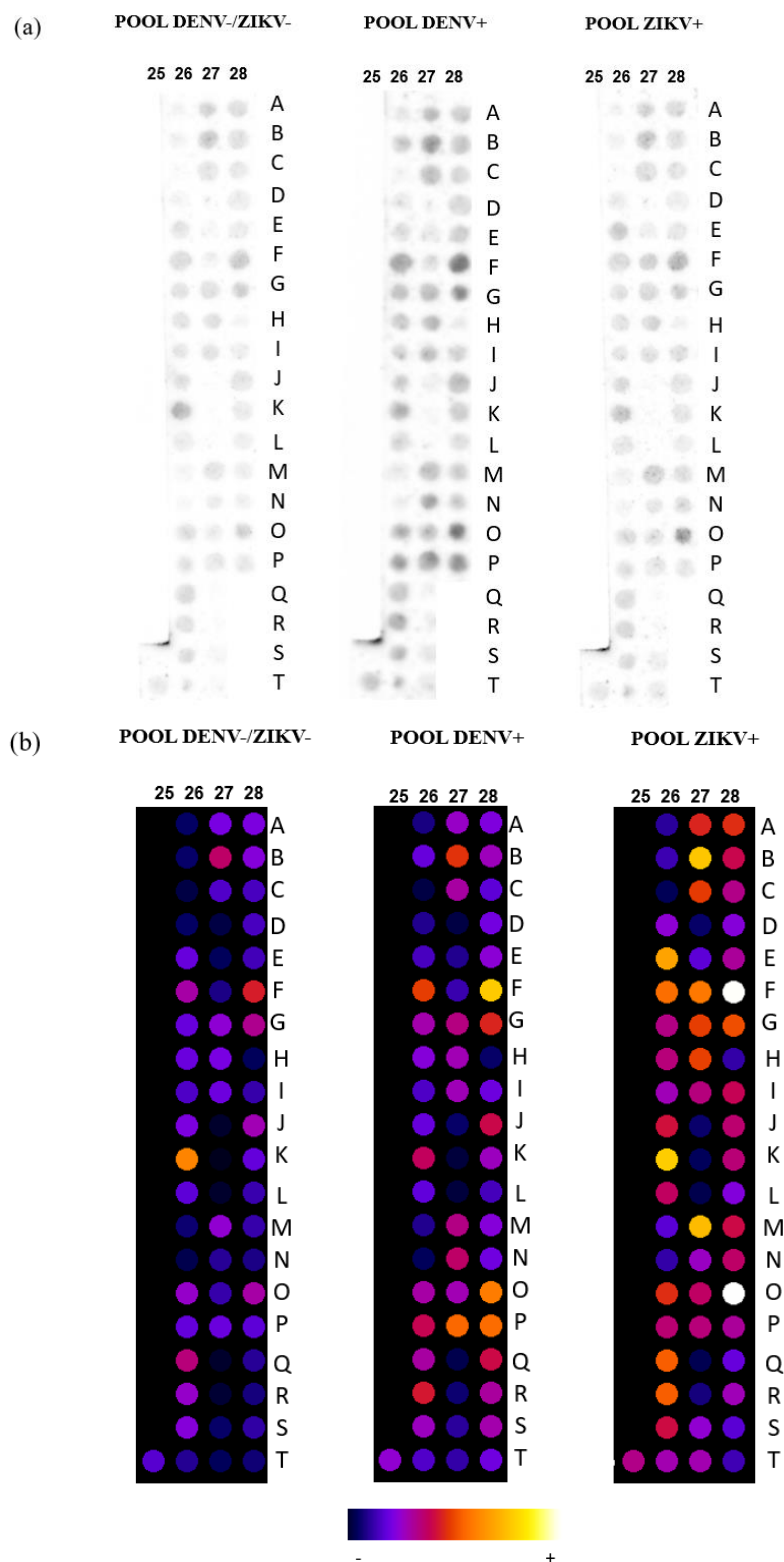 (a)
POOL DENV-/ZIKV- POOL DENV+ POOL ZIKV+
25 26 27 28 25 26 27 28 25 26 27 28
A A A
B B B
C C C
D D D
E E E
F F F
G G G
H H H
I I I
J J J
K K K
L L L
M M M
N N N
O O O
P P P
Q Q Q
R R R
S S S
T T T
(b)
POOL DENV-/ZIKV- POOL DENV+ POOL ZIKV+
25 26 27 28 25 26 27 28 25 26 27 28
A A A
B B B
C C C
D D D
E E E
F F F
G G G
H H H
I I I
J J J
K K K
L L L
M M M
N N N
O O O
P P P
Q Q Q
R R R
S S S
T T T
- +